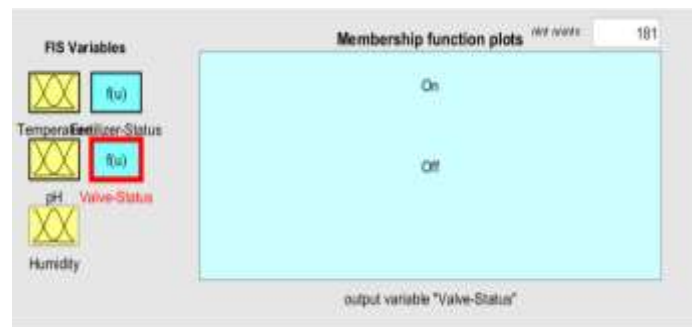 FIS Variables
Membership function plots
plot points:
181
f(u)
Fertilizer-Status
f(u)
pH
Valve-Status
Humidity
On
Off
output variable "Valve-Status"